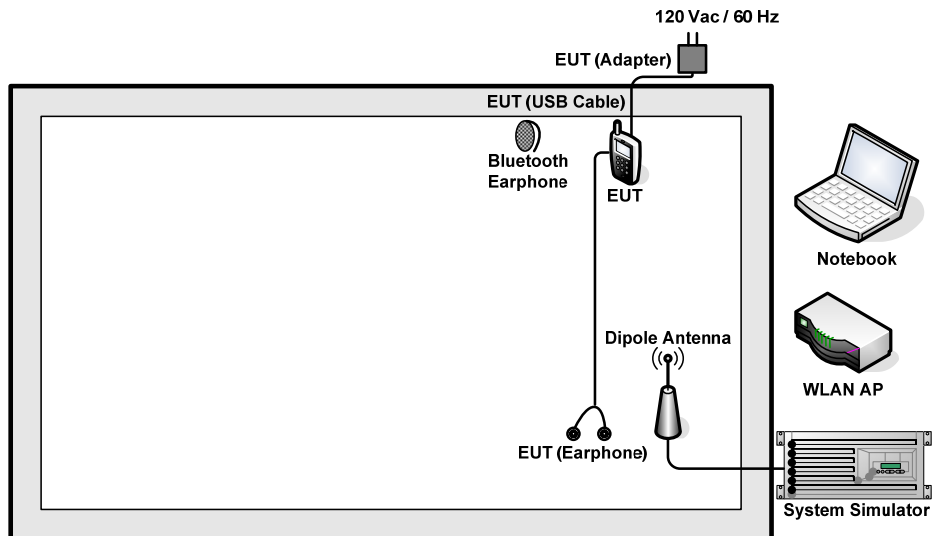 120 Vac / 60 Hz
EUT (Adapter)
EUT (USB Cable)
Bluetooth
Earphone
EUT
Notebook
Dipole Antenna
WLAN AP
EUT (Earphone)
System Simulator